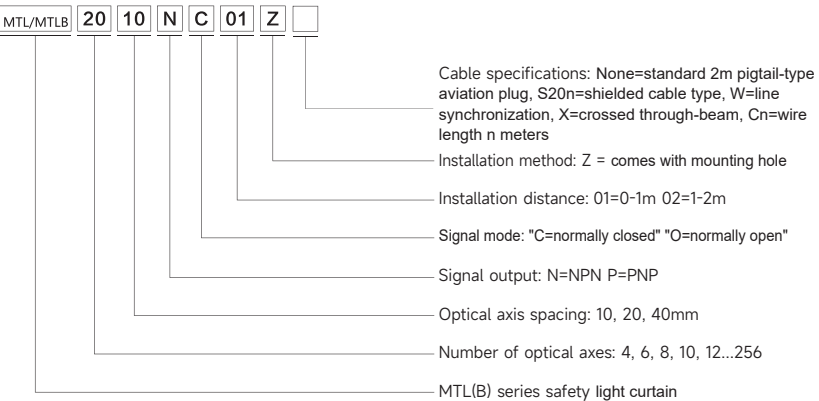 MTL/MTLB 20 10 N C 01 Z
Cable specifications: None=standard 2m pigtail-type
aviation plug, S20n=shielded cable type, W=line
synchronization, X=crossed through-beam, Cn=wire
length n meters
Installation method: Z = comes with mounting hole
Installation distance: 01=0-1m 02=1-2m
Signal mode: "C=normally closed" "O=normally open"
Signal output: N=NPN P=PNP
Optical axis spacing: 10, 20, 40mm
Number of optical axes: 4, 6, 8, 10, 12...256
MTL(B) series safety light curtain